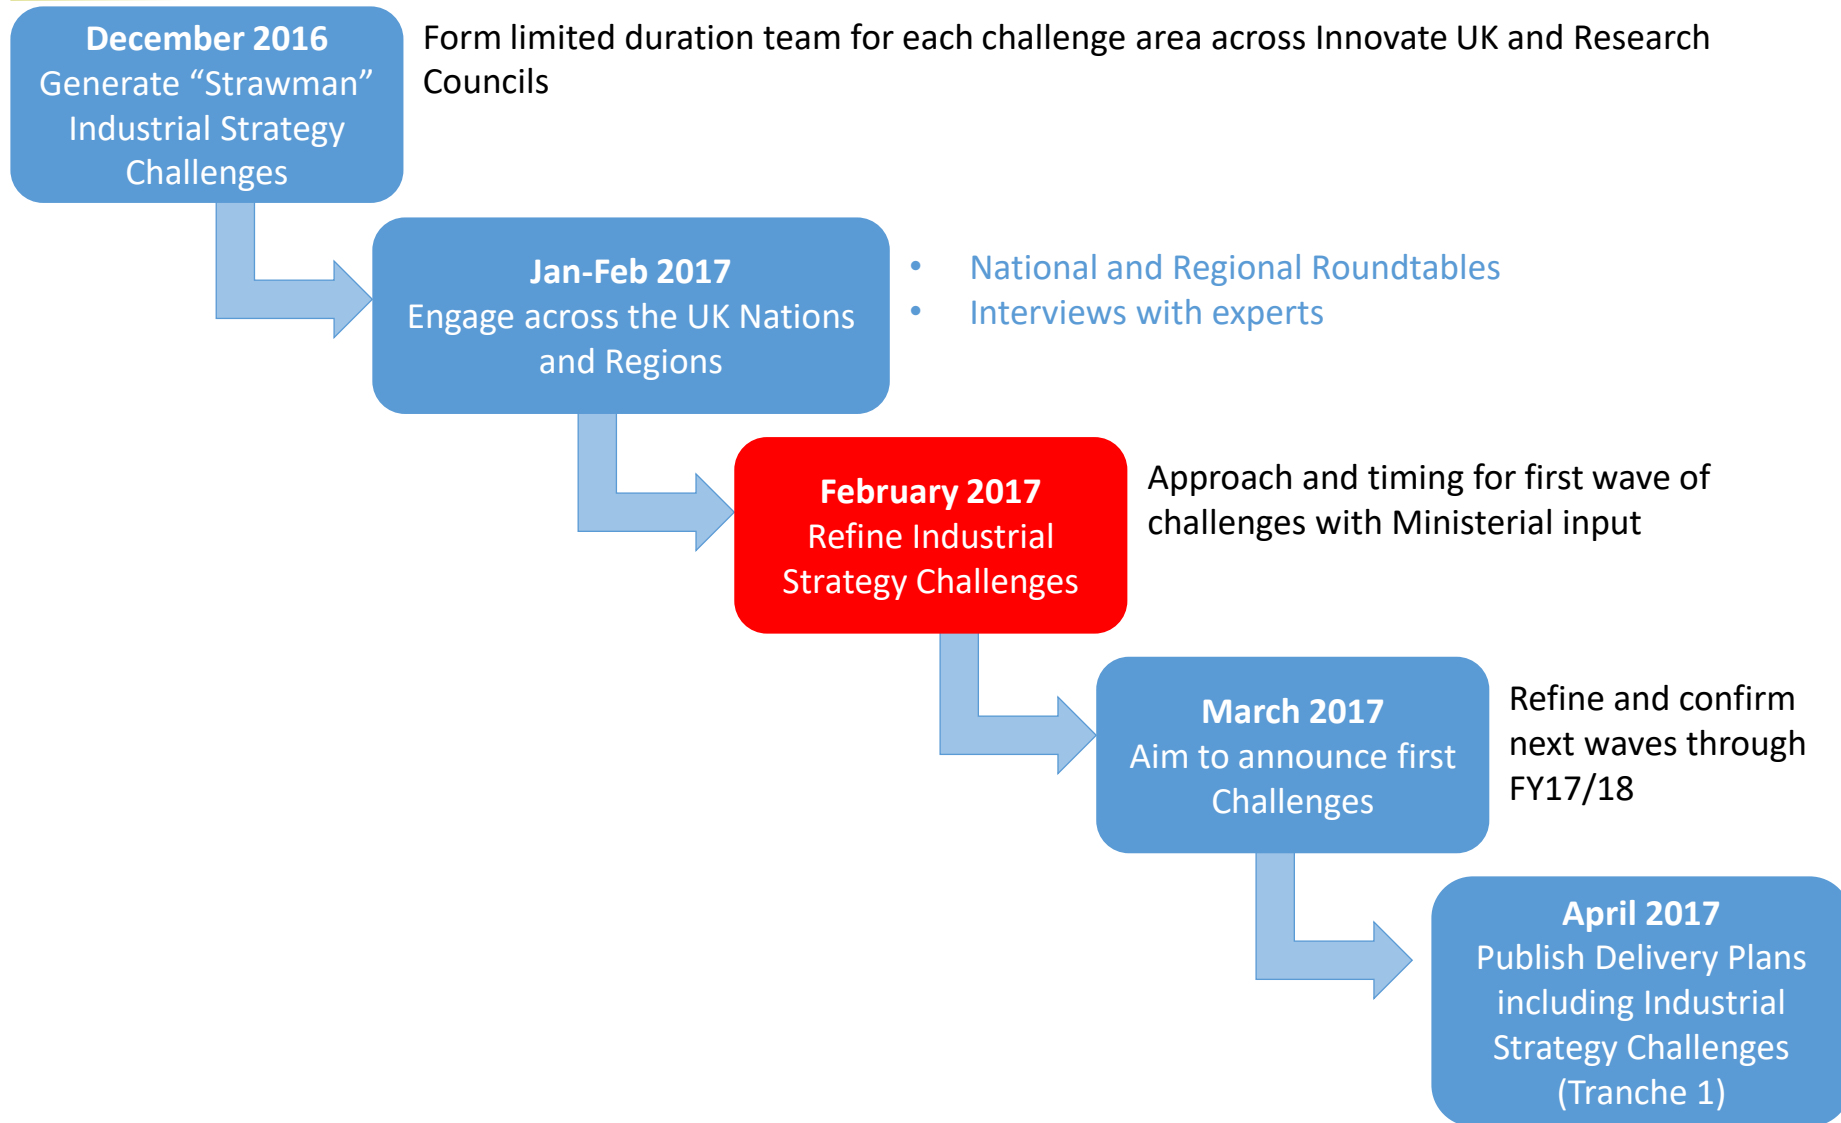 December 2016
Generate “Strawman”
Industrial Strategy
Challenges
Form limited duration team for each challenge area across Innovate UK and Research
Councils
Jan-Feb 2017
Engage across the UK Nations
and Regions
• National and Regional Roundtables
• Interviews with experts
February 2017
Refine Industrial
Strategy Challenges
Approach and timing for first wave of
challenges with Ministerial input
March 2017
Aim to announce first
Challenges
Refine and confirm
next waves through
FY17/18
April 2017
Publish Delivery Plans
including Industrial
Strategy Challenges
(Tranche 1)